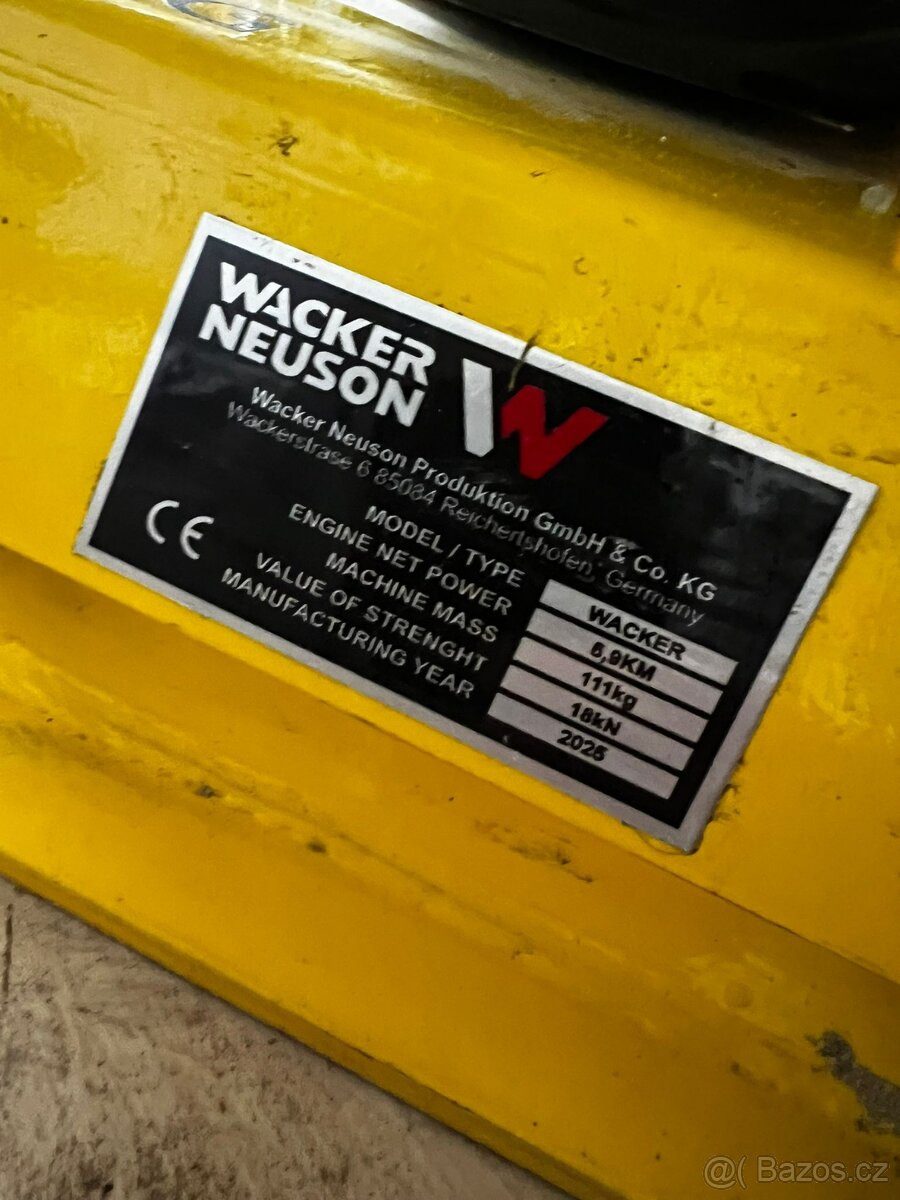 WACKER
NEUSON
Wacker Neuson Produktion GmbH & Co. KG
Wackerstrase 6 85084 Reichertshofen, Germany
CE
MODEL / TYPE WACKER
ENGINE NET POWER 6,9KM
MACHINE MASS 111kg
VALUE OF STRENGHT 18kN
MANUFACTURING YEAR 2025
@( Bazos.cz